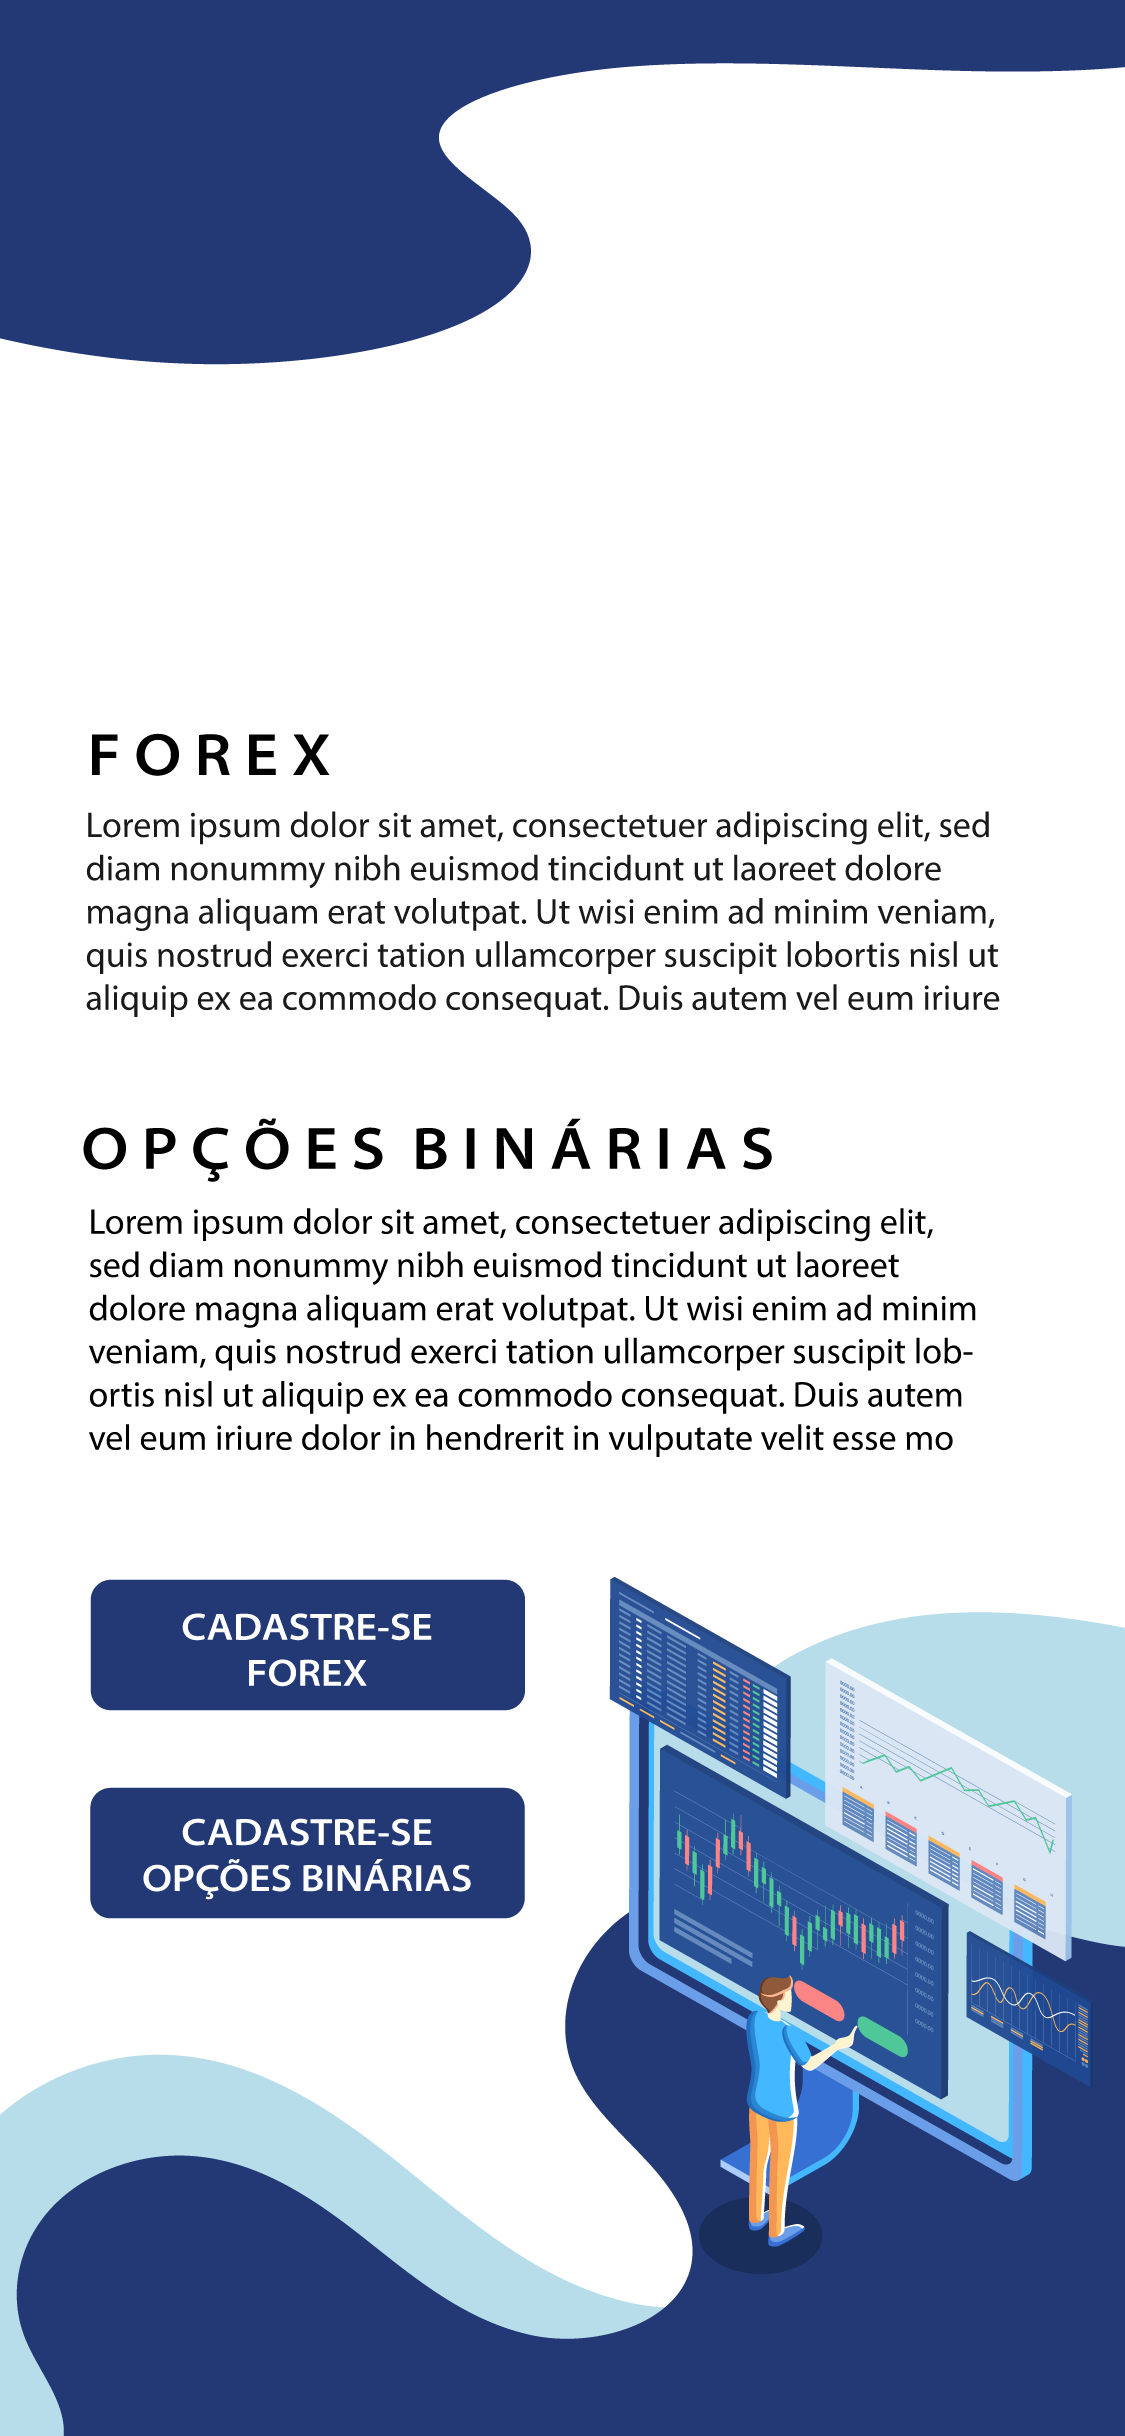 FOREX
Lorem ipsum dolor sit amet, consectetuer adipiscing elit, sed
diam nonummy nibh euismod tincidunt ut laoreet dolore
magna aliquam erat volutpat. Ut wisi enim ad minim veniam,
quis nostrud exerci tation ullamcorper suscipit lobortis nisl ut
aliquip ex ea commodo consequat. Duis autem vel eum iriure
OPÇÕES BINÁRIAS
Lorem ipsum dolor sit amet, consectetuer adipiscing elit,
sed diam nonummy nibh euismod tincidunt ut laoreet
dolore magna aliquam erat volutpat. Ut wisi enim ad minim
veniam, quis nostrud exerci tation ullamcorper suscipit lob-
ortis nisl ut aliquip ex ea commodo consequat. Duis autem
vel eum iriure dolor in hendrerit in vulputate velit esse mo
CADASTRE-SE
FOREX
CADASTRE-SE
OPÇÕES BINÁRIAS